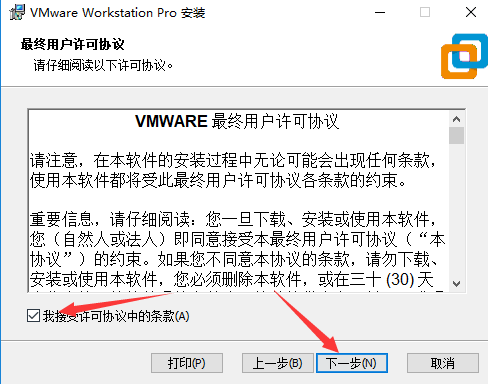 VMware Workstation Pro 安装
最终用户许可协议
请仔细阅读以下许可协议。
VMWARE 最终用户许可协议
请注意，在本软件的安装过程中无论可能会出现任何条款，
使用本软件都将受此最终用户许可协议各条款的约束。
重要信息，请仔细阅读：您一旦下载、安装或使用本软件，
您（自然人或法人）即同意接受本最终用户许可协议（“本
协议”）的约束。如果您不同意本协议的条款，请勿下载、
安装或使用本软件，您必须删除本软件，或在三十 (30) 天
我接受许可协议中的条款(A)
打印(P)
上一步(B)
下一步(N)
取消